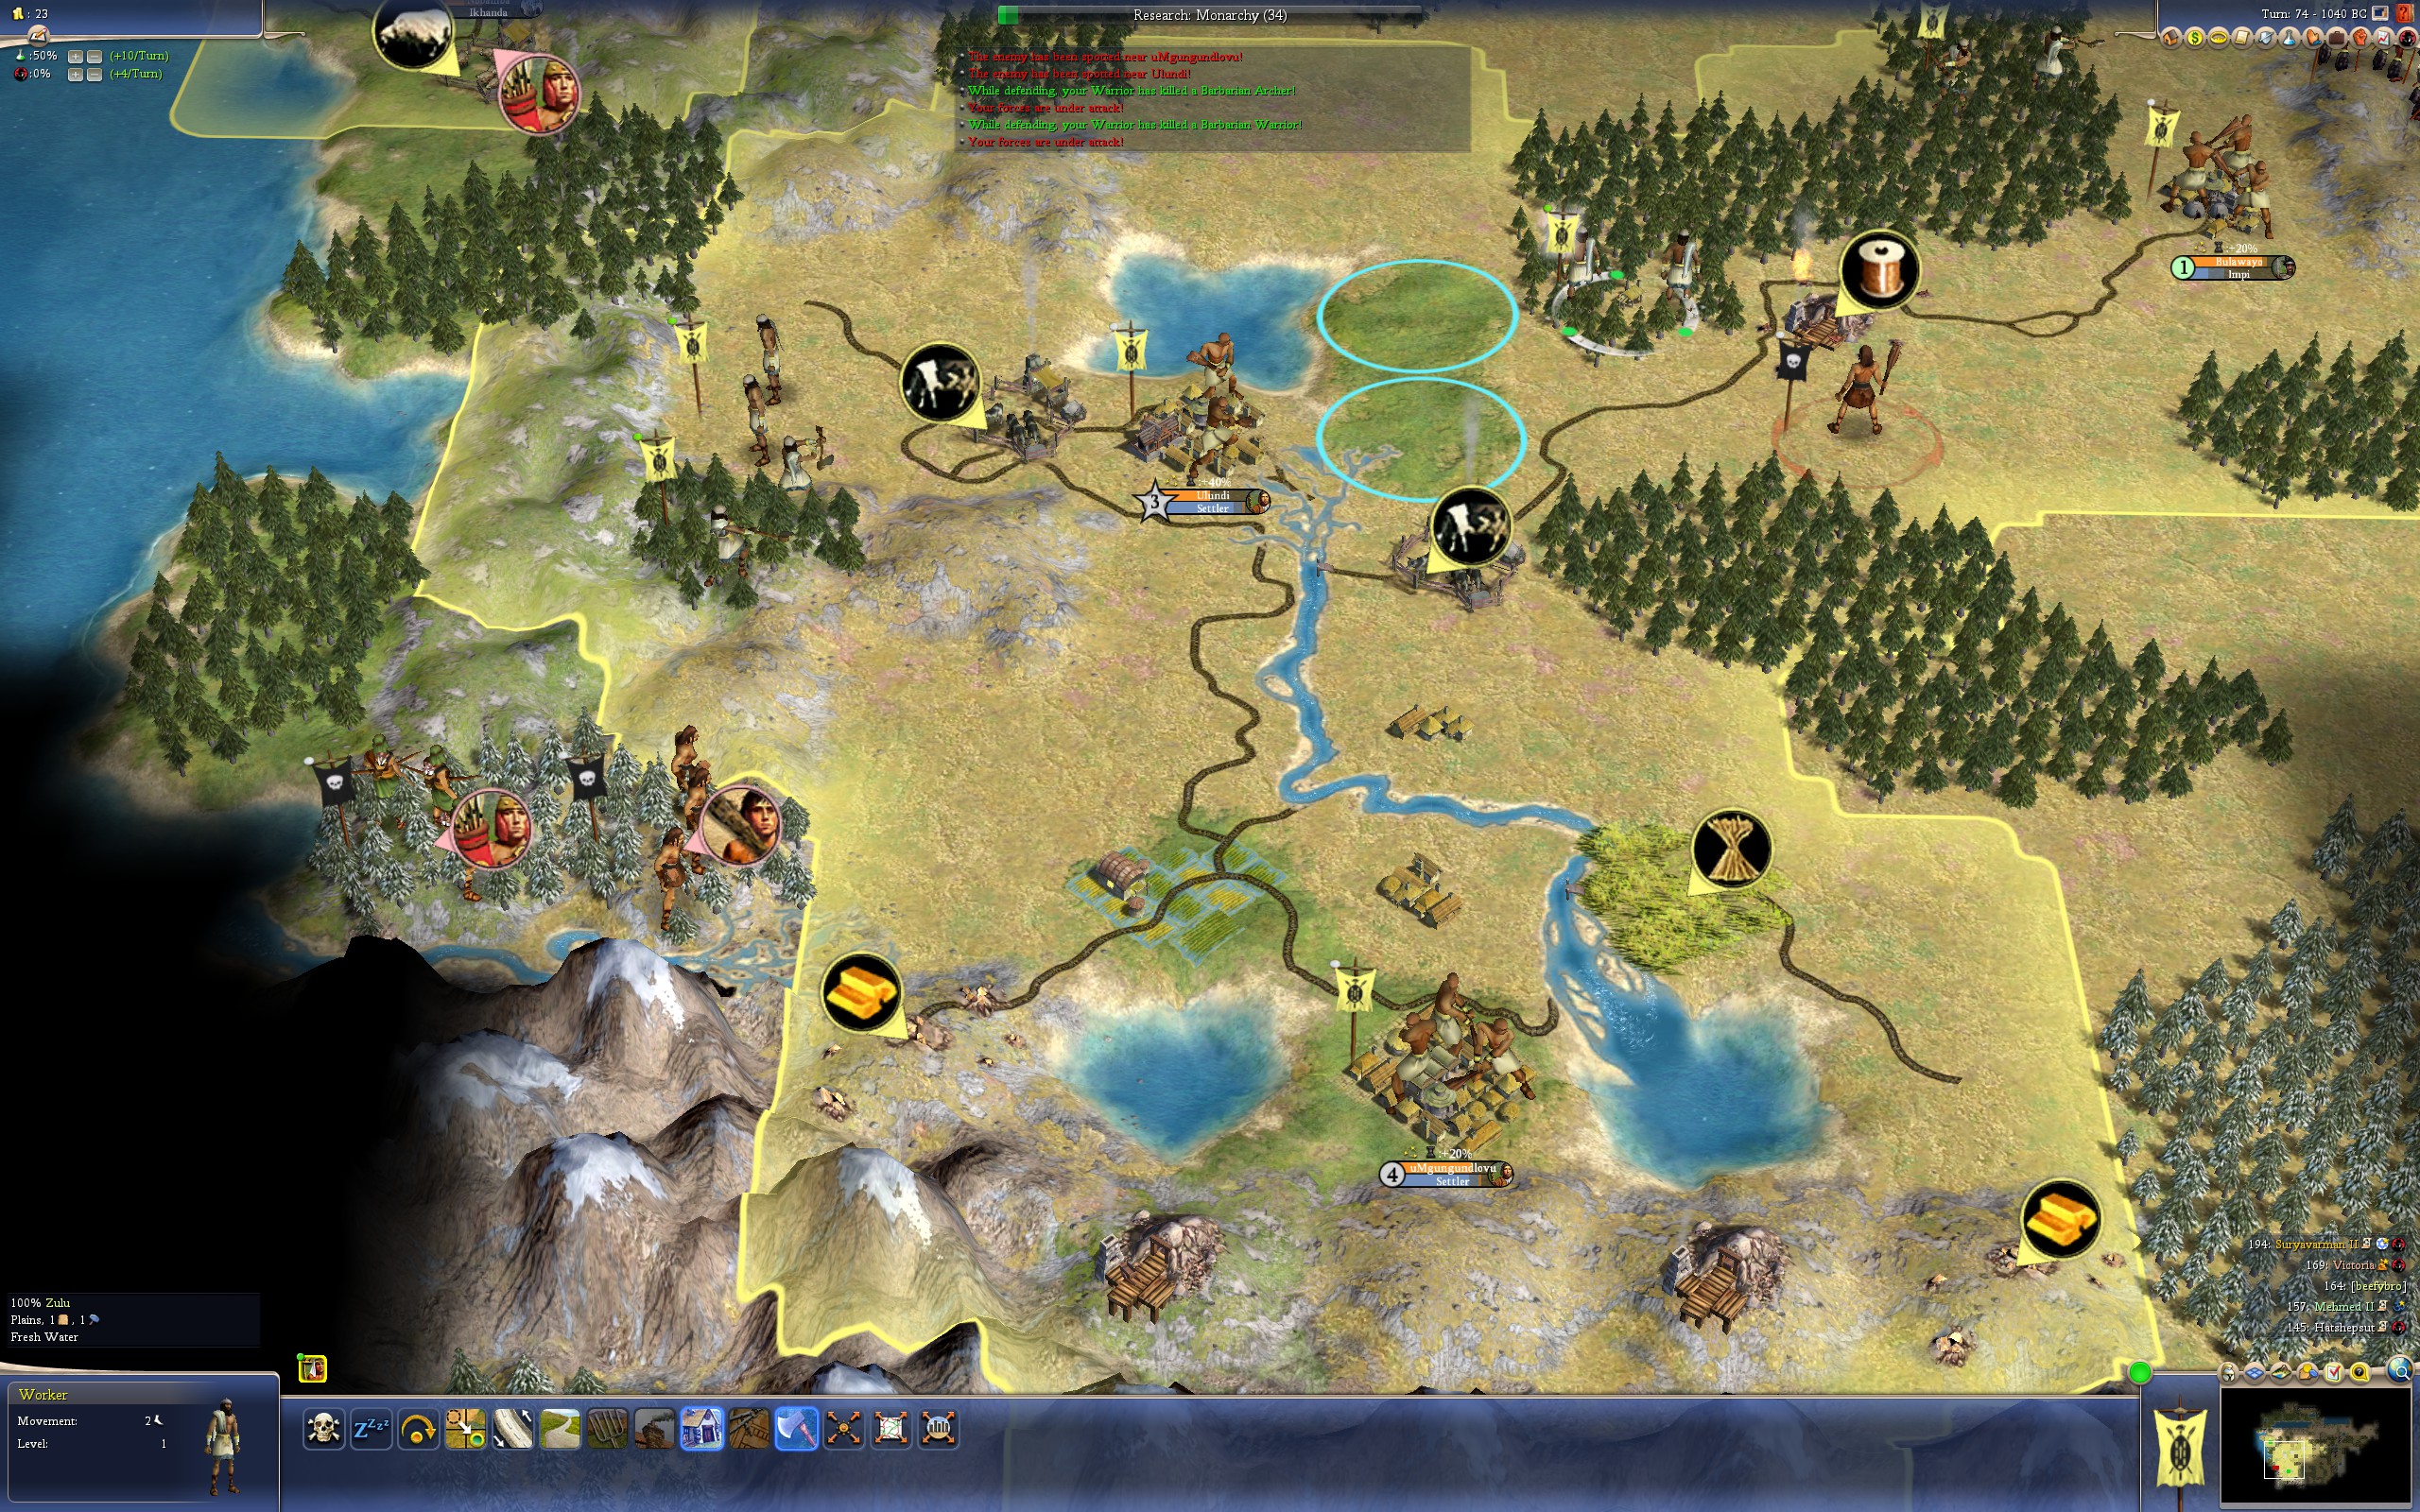 : 23
Ikhanda
Research: Monarchy (34)
Turn: 74 - 1040 BC
:50% (+10/Turn)
:0% (+4/Turn)
The enemy has been spotted near uMgungundlovu!
The enemy has been spotted near Ulundi!
While defending, your Warrior has killed a Barbarian Archer!
Your forces are under attack!
While defending, your Warrior has killed a Barbarian Warrior!
Your forces are under attack!
:+20%
1 Bulawayo
Impi
:+40%
3 Ulundi
Settler
:+20%
4 uMgungundlovu
Settler
194: Suryavarman II
169: Victoria
164: [beefybro]
157: Mehmed II
145: Hatshepsut
100% Zulu
Plains, 1 , 1
Fresh Water
Worker
Movement: 2
Level: 1
ZZZzz